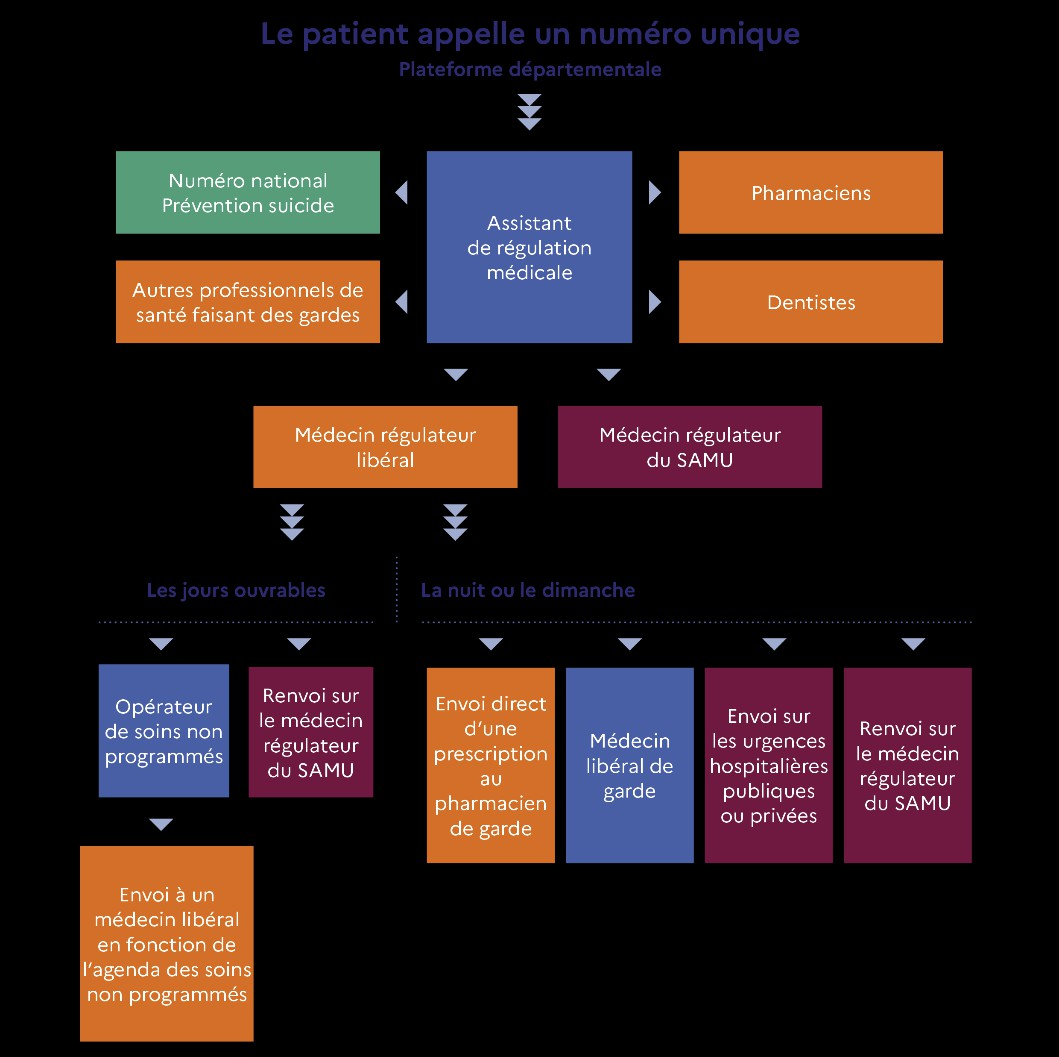 Le patient appelle un numéro unique
Plateforme départementale
Numéro national
Prévention suicide
Assistant
de régulation
médicale
Pharmaciens
Autres professionnels de
santé faisant des gardes
Dentistes
Médecin régulateur
libéral
Médecin régulateur
du SAMU
Les jours ouvrables
La nuit ou le dimanche
Opérateur
de soins non
programmés
Renvoi sur
le médecin
régulateur
du SAMU
Envoi direct
d'une
prescription
au
pharmacien
de garde
Médecin
libéral de
garde
Envoi sur
les urgences
hospitalières
publiques
ou privées
Renvoi sur
le médecin
régulateur
du SAMU
Envoi à un
médecin libéral
en fonction de
l'agenda des soins
non programmés